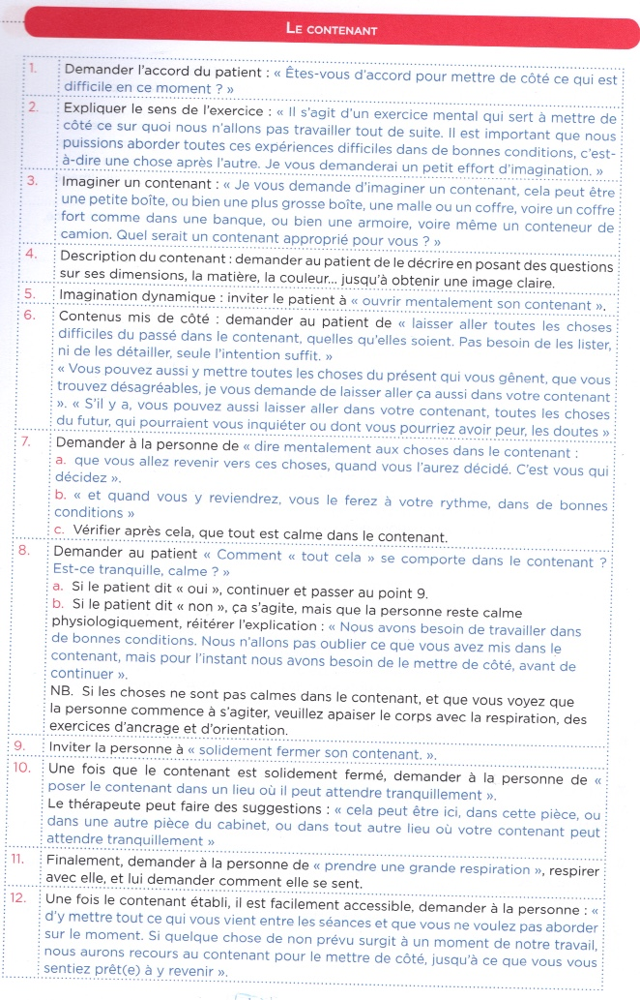 LE CONTENANT
1. Demander l'accord du patient : « Êtes-vous d'accord pour mettre de côté ce qui est
difficile en ce moment ? »
2. Expliquer le sens de l'exercice : « Il s'agit d'un exercice mental qui sert à mettre de
côté ce sur quoi nous n'allons pas travailler tout de suite. Il est important que nous
puissions aborder toutes ces expériences difficiles dans de bonnes conditions, c'est-
à-dire une chose après l'autre. Je vous demanderai un petit effort d'imagination. »
3. Imaginer un contenant : « Je vous demande d'imaginer un contenant, cela peut être
une petite boîte, ou bien une plus grosse boîte, une malle ou un coffre, voire un coffre
fort comme dans une banque, ou bien une armoire, voire même un conteneur de
camion. Quel serait un contenant approprié pour vous ? »
4. Description du contenant : demander au patient de le décrire en posant des questions
sur ses dimensions, la matière, la couleur... jusqu'à obtenir une image claire.
5. Imagination dynamique : inviter le patient à « ouvrir mentalement son contenant ».
6. Contenus mis de côté : demander au patient de « laisser aller toutes les choses
difficiles du passé dans le contenant, quelles qu'elles soient. Pas besoin de les lister,
ni de les détailler, seule l'intention suffit. »
« Vous pouvez aussi y mettre toutes les choses du présent qui vous gênent, que vous
trouvez désagréables, je vous demande de laisser aller ça aussi dans votre contenant
». « S'il y a, vous pouvez aussi laisser aller dans votre contenant, toutes les choses
du futur, qui pourraient vous inquiéter ou dont vous pourriez avoir peur, les doutes »
7. Demander à la personne de « dire mentalement aux choses dans le contenant :
a. que vous allez revenir vers ces choses, quand vous l'aurez décidé. C'est vous qui
décidez ».
b. « et quand vous y reviendrez, vous le ferez à votre rythme, dans de bonnes
conditions »
c. Vérifier après cela, que tout est calme dans le contenant.
8. Demander au patient « Comment « tout cela » se comporte dans le contenant ?
Est-ce tranquille, calme ? »
a. Si le patient dit « oui », continuer et passer au point 9.
b. Si le patient dit « non », ça s'agite, mais que la personne reste calme
physiologiquement, réitérer l'explication : « Nous avons besoin de travailler dans
de bonnes conditions. Nous n'allons pas oublier ce que vous avez mis dans le
contenant, mais pour l'instant nous avons besoin de le mettre de côté, avant de
continuer ».
NB. Si les choses ne sont pas calmes dans le contenant, et que vous voyez que
la personne commence à s'agiter, veuillez apaiser le corps avec la respiration, des
exercices d'ancrage et d'orientation.
9. Inviter la personne à « solidement fermer son contenant. ».
10. Une fois que le contenant est solidement fermé, demander à la personne de «
poser le contenant dans un lieu où il peut attendre tranquillement ».
Le thérapeute peut faire des suggestions : « cela peut être ici, dans cette pièce, ou
dans une autre pièce du cabinet, ou dans tout autre lieu où votre contenant peut
attendre tranquillement »
11. Finalement, demander à la personne de « prendre une grande respiration », respirer
avec elle, et lui demander comment elle se sent.
12. Une fois le contenant établi, il est facilement accessible, demander à la personne : «
d'y mettre tout ce qui vous vient entre les séances et que vous ne voulez pas aborder
sur le moment. Si quelque chose de non prévu surgit à un moment de notre travail,
nous aurons recours au contenant pour le mettre de côté, jusqu'à ce que vous vous
sentiez prêt(e) à y revenir ».